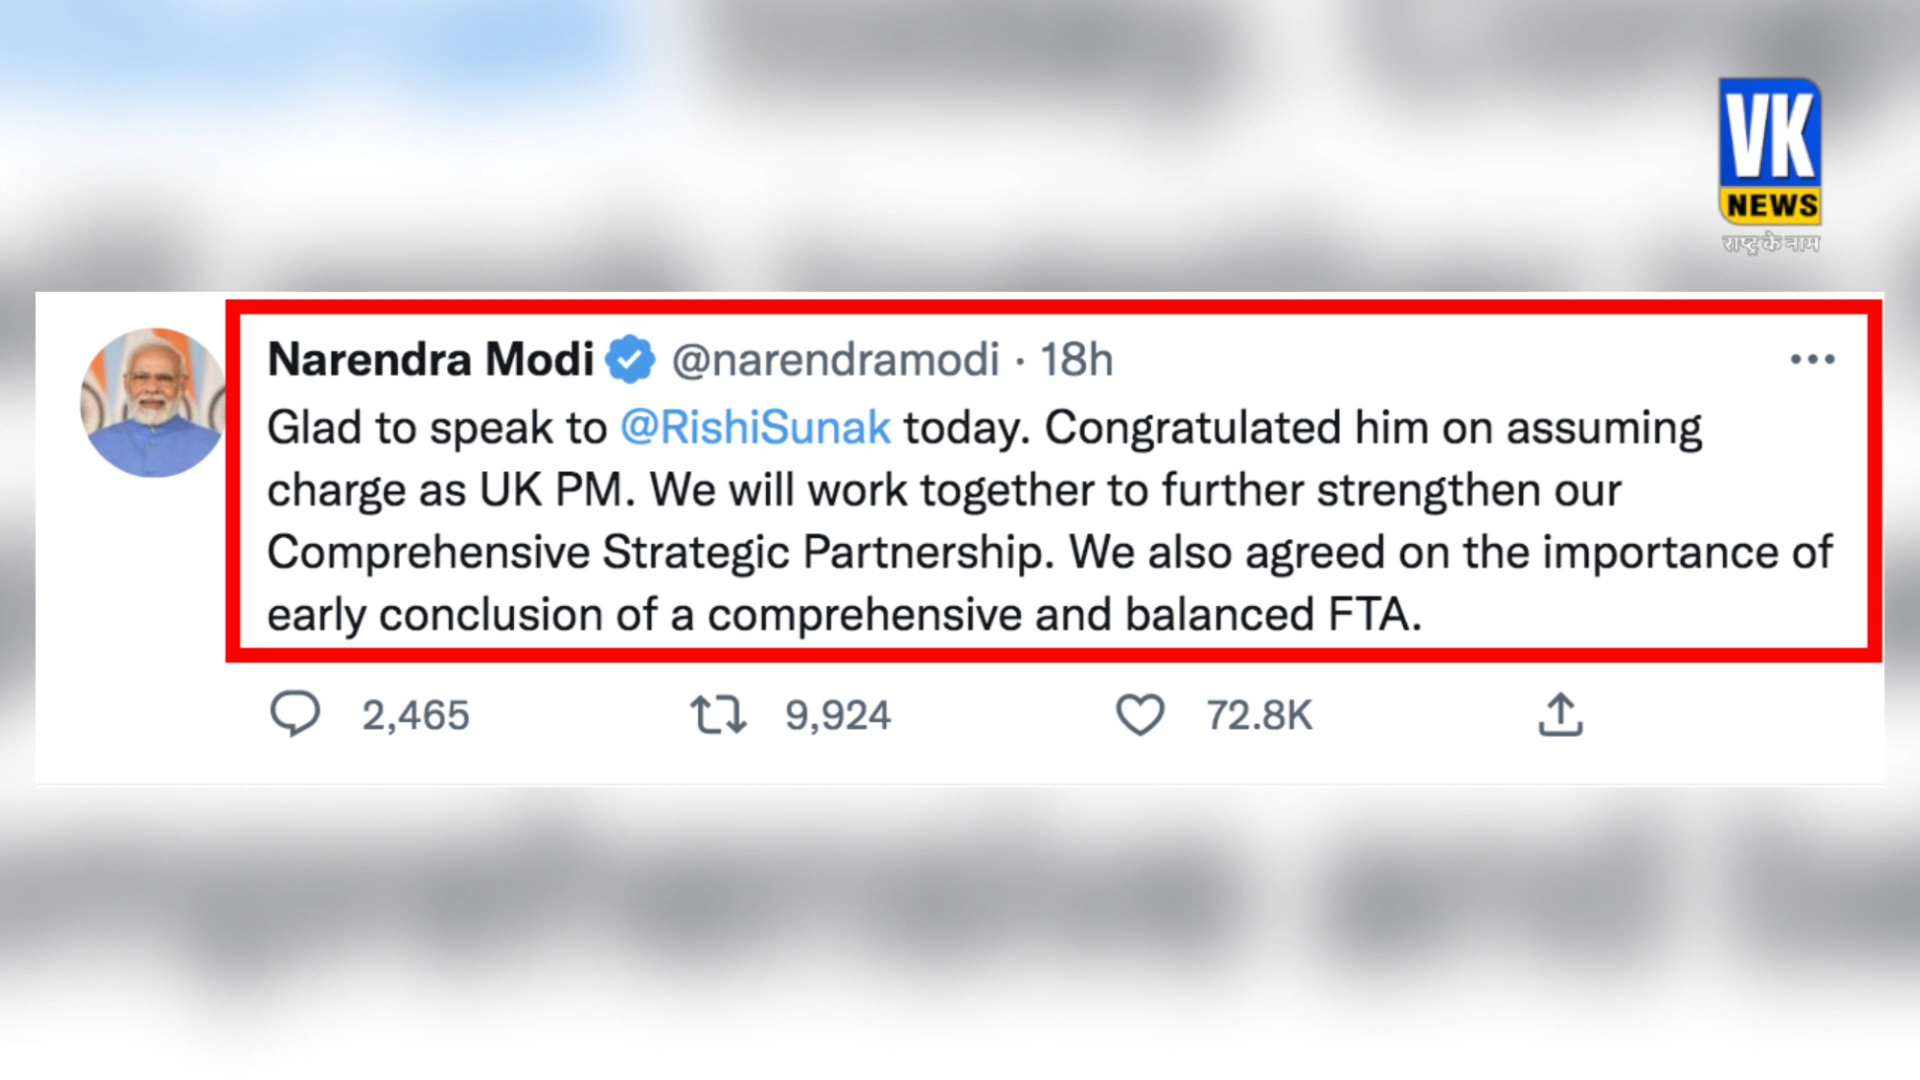 VK
NEWS
राष्ट्र के नाम
Narendra Modi @narendramodi · 18h
Glad to speak to @RishiSunak today. Congratulated him on assuming
charge as UK PM. We will work together to further strengthen our
Comprehensive Strategic Partnership. We also agreed on the importance of
early conclusion of a comprehensive and balanced FTA.
2,465 9,924 72.8K